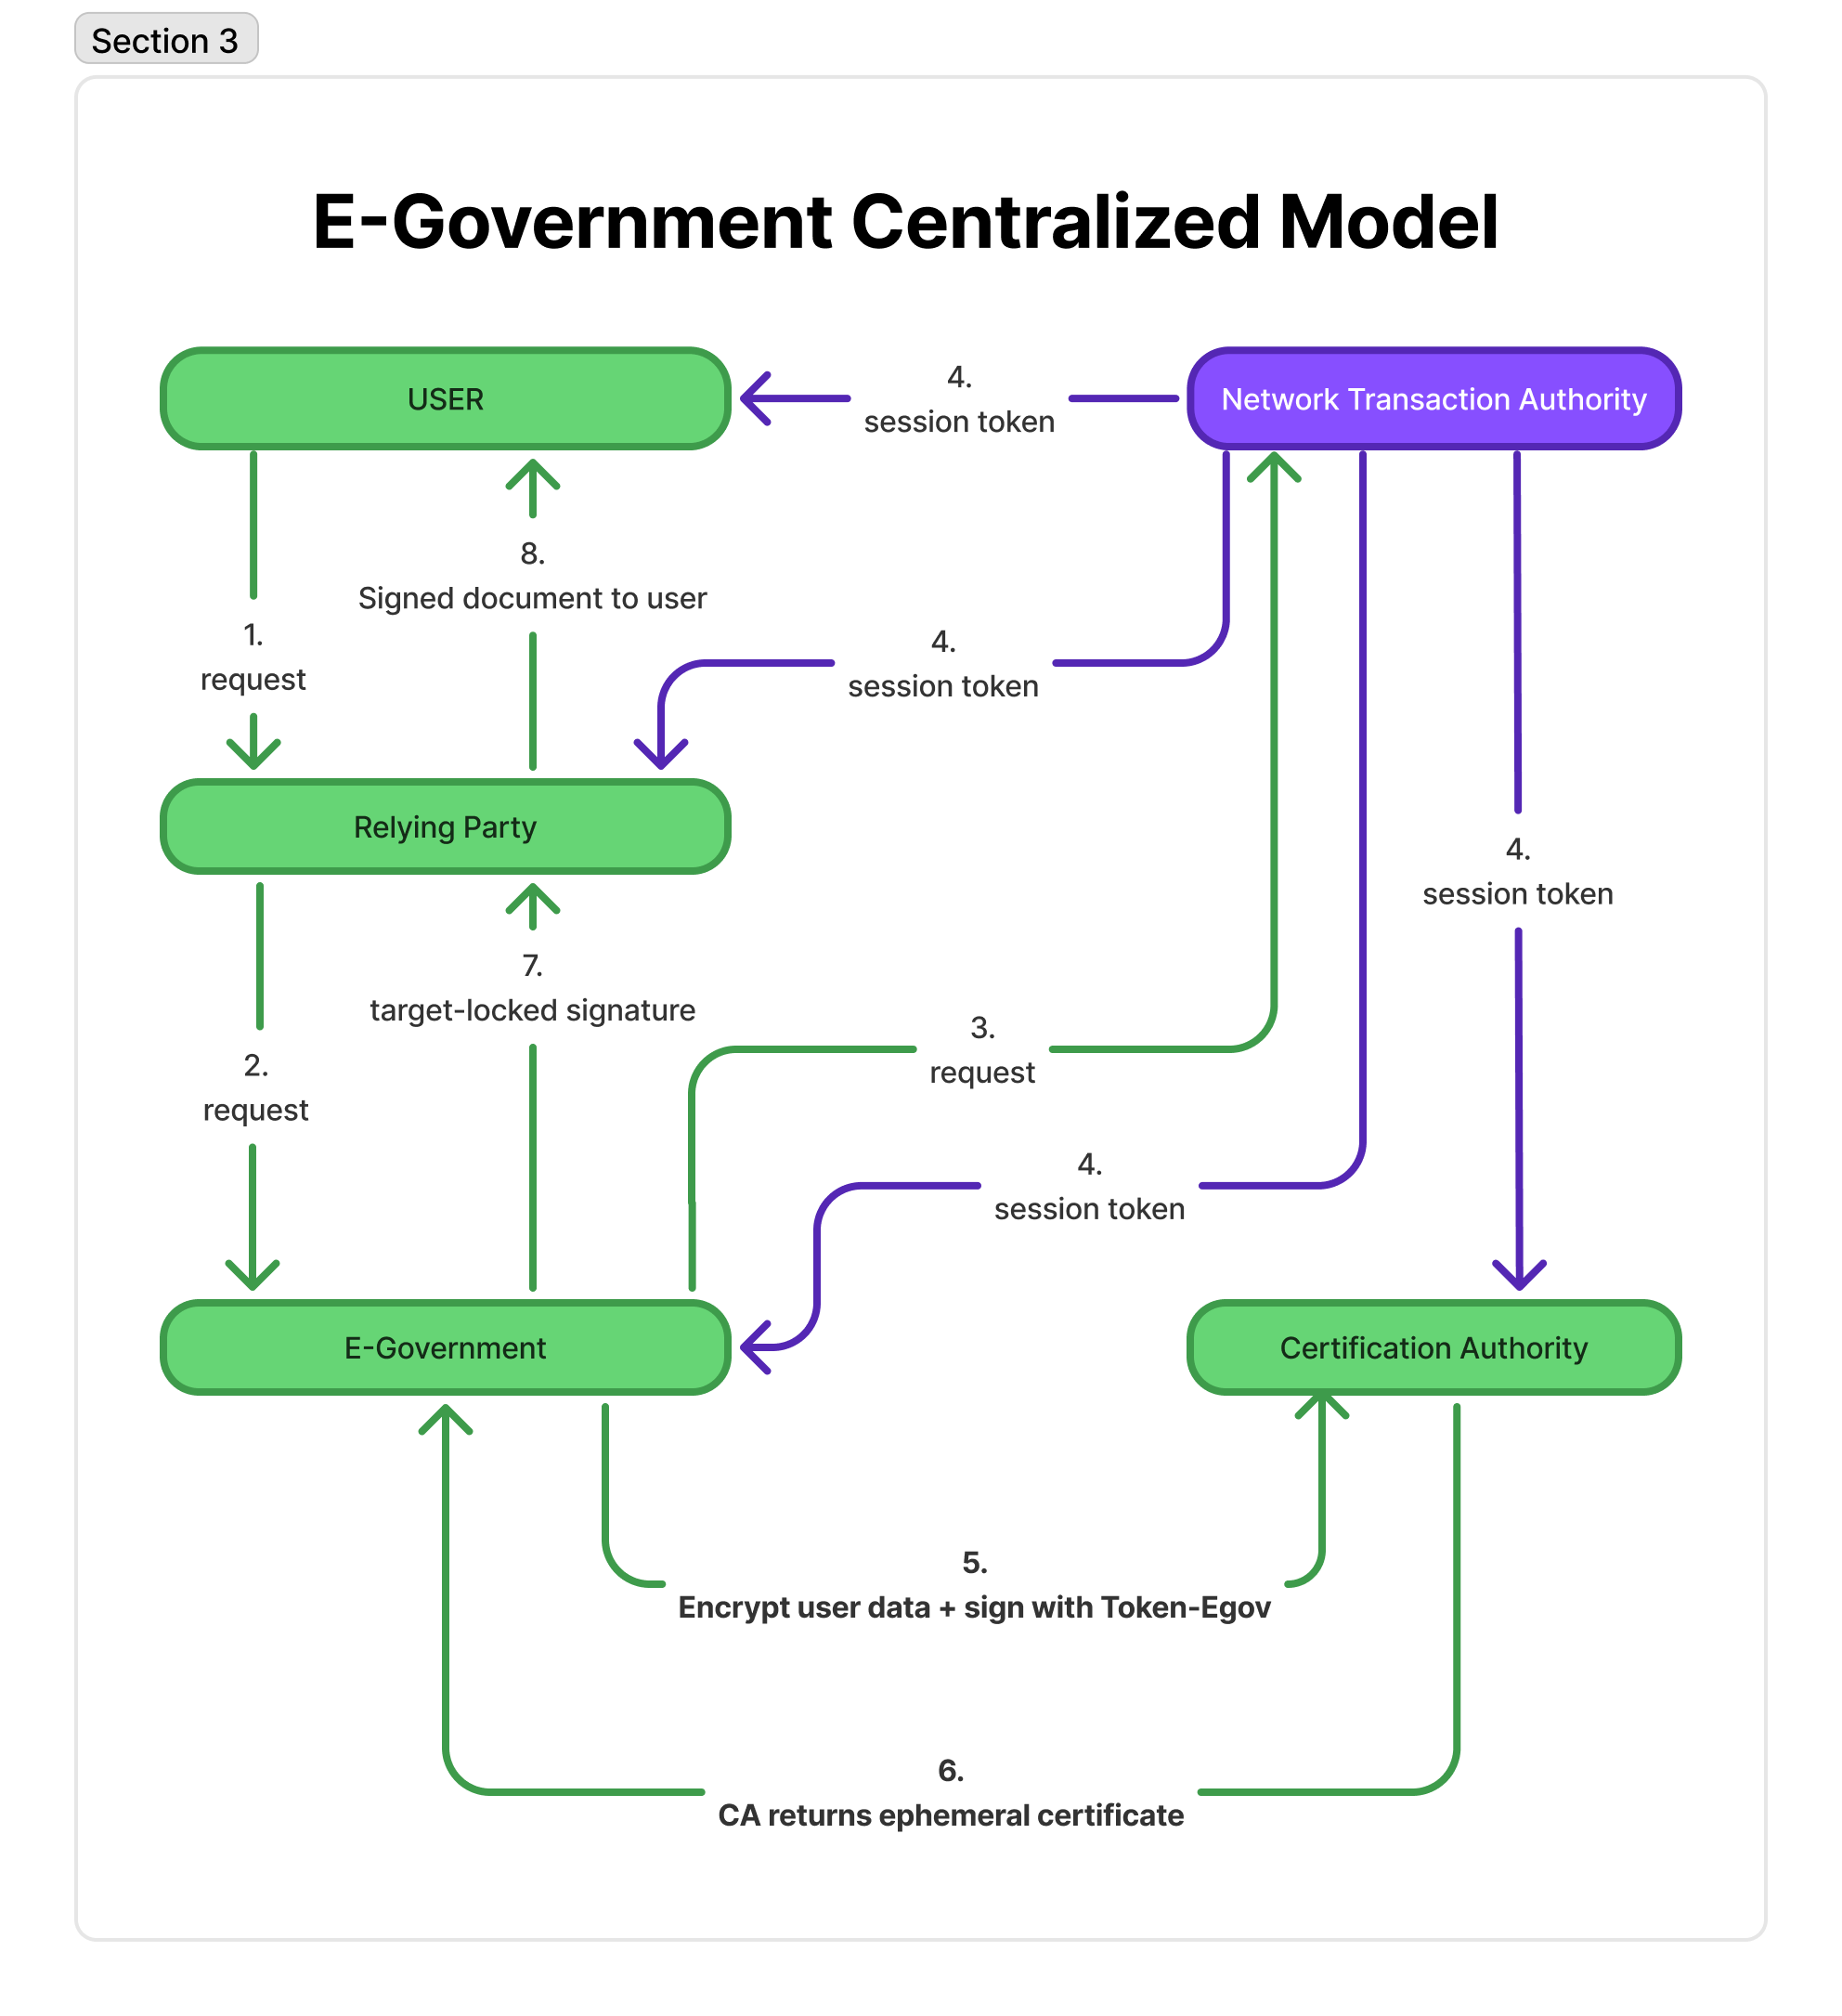 Section 3
E-Government Centralized Model
USER
4.
session token
Network Transaction Authority
8.
Signed document to user
1.
request
4.
session token
Relying Party
4.
session token
7.
target-locked signature
3.
request
2.
request
4.
session token
E-Government
Certification Authority
5.
Encrypt user data + sign with Token-Egov
6.
CA returns ephemeral certificate